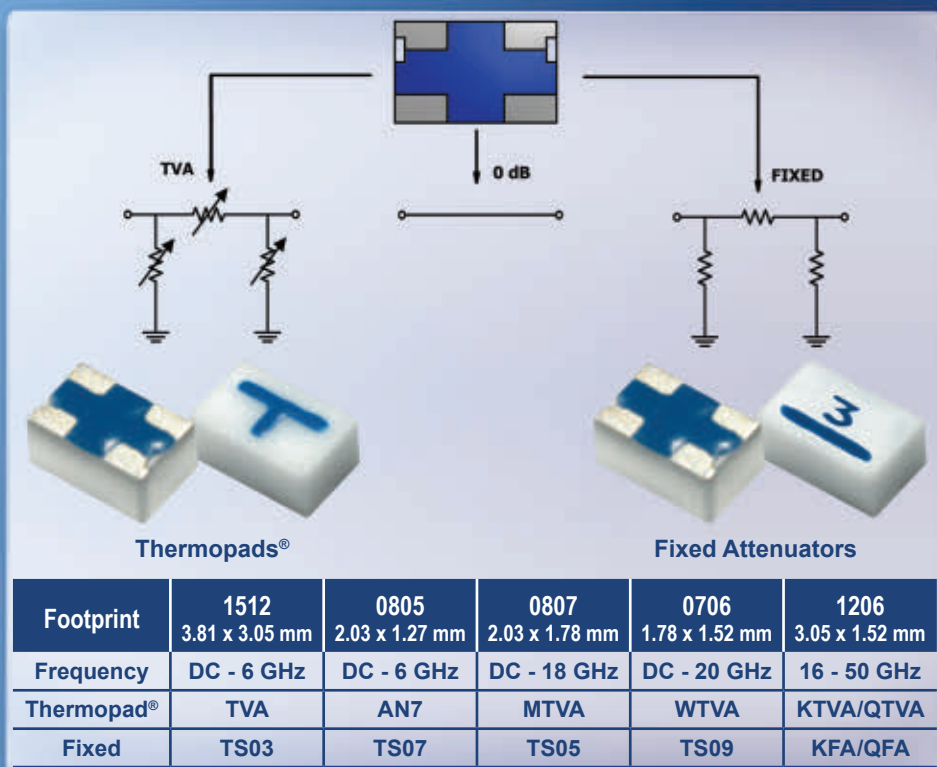 TVA
0 dB
FIXED
T
3
Thermopads®
Fixed Attenuators
Footprint 1512 0805 0807 0706 1206
3.81 x 3.05 mm 2.03 x 1.27 mm 2.03 x 1.78 mm 1.78 x 1.52 mm 3.05 x 1.52 mm
Frequency DC - 6 GHz DC - 6 GHz DC - 18 GHz DC - 20 GHz 16 - 50 GHz
Thermopad® TVA AN7 MTVA WTVA KTVA/QTVA
Fixed TS03 TS07 TS05 TS09 KFA/QFA